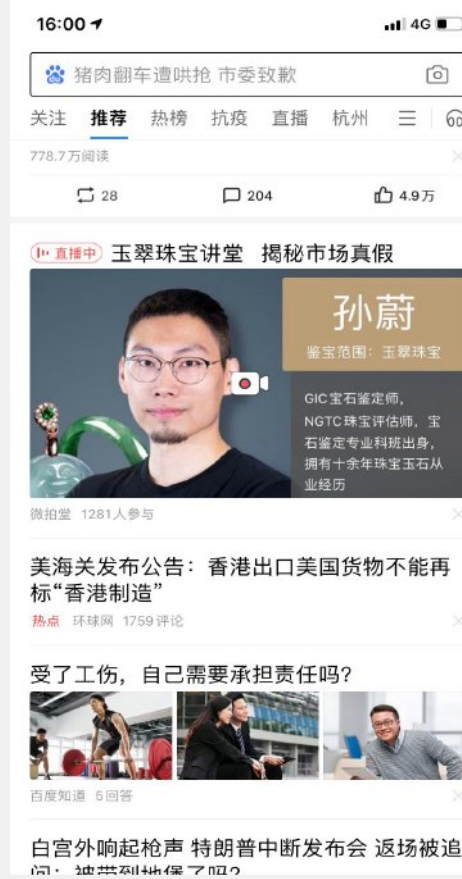 16:00
4G
猪肉翻车遭哄抢 市委致歉
关注 推荐 热榜 抗疫 直播 杭州
778.7万阅读
28 204 4.9万
直播中 玉翠珠宝讲堂 揭秘市场真假
孙蔚
鉴宝范围：玉翠珠宝
GIC宝石鉴定师，
NGTC珠宝评估师，宝
石鉴定专业科班出身，
拥有十余年珠宝玉石从
业经历
微拍堂 1281人参与
美海关发布公告：香港出口美国货物不能再
标“香港制造”
热点 环球网 1759评论
受了工伤，自己需要承担责任吗？
百度知道 6回答
白宫外响起枪声 特朗普中断发布会 返场被追
问：被带到地堡了吗？